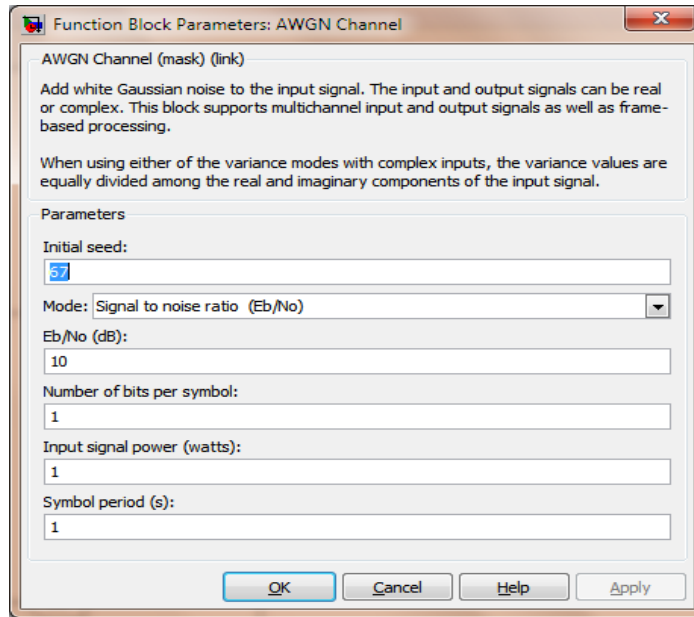 Function Block Parameters: AWGN Channel
AWGN Channel (mask) (link)
Add white Gaussian noise to the input signal. The input and output signals can be real
or complex. This block supports multichannel input and output signals as well as frame-
based processing.
When using either of the variance modes with complex inputs, the variance values are
equally divided among the real and imaginary components of the input signal.
Parameters
Initial seed:
67
Mode: Signal to noise ratio (Eb/No)
Eb/No (dB):
10
Number of bits per symbol:
1
Input signal power (watts):
1
Symbol period (s):
1
OK Cancel Help Apply